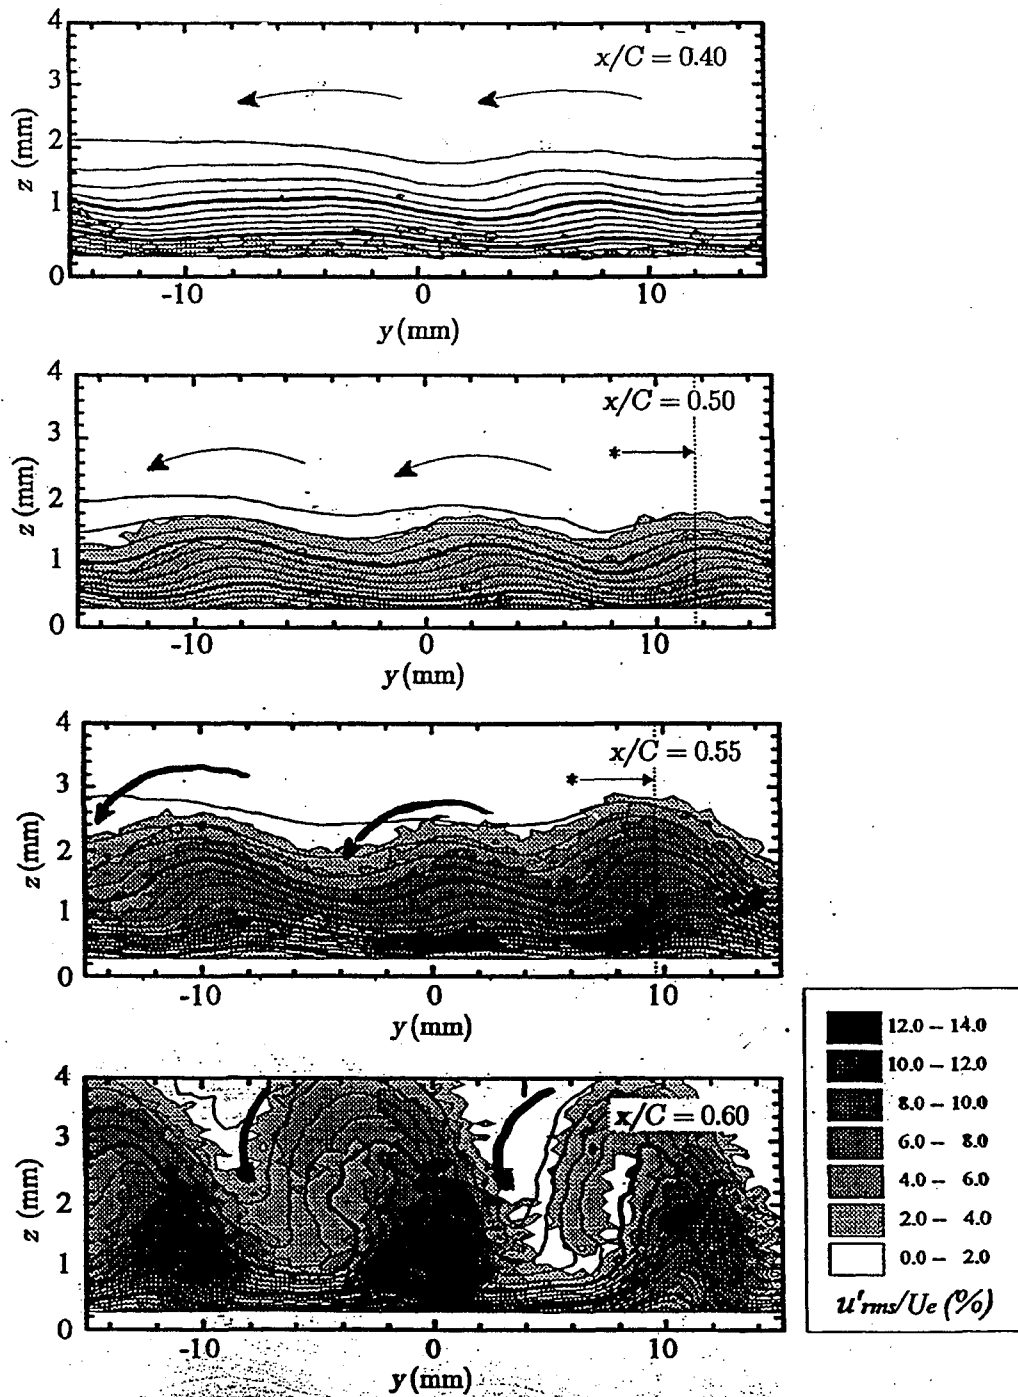 4
x/C = 0.40
3
z (mm)
2
1
0
-10
0
10
y (mm)
4
x/C = 0.50
3
*
z (mm)
2
1
0
-10
0
10
y (mm)
4
x/C = 0.55
3
*
z (mm)
2
1
0
-10
0
10
y (mm)
4
x/C = 0.60
3
z (mm)
2
1
0
-10
0
10
y (mm)
12.0 – 14.0
10.0 – 12.0
8.0 – 10.0
6.0 – 8.0
4.0 – 6.0
2.0 – 4.0
0.0 – 2.0
u'rms/Ue (%)